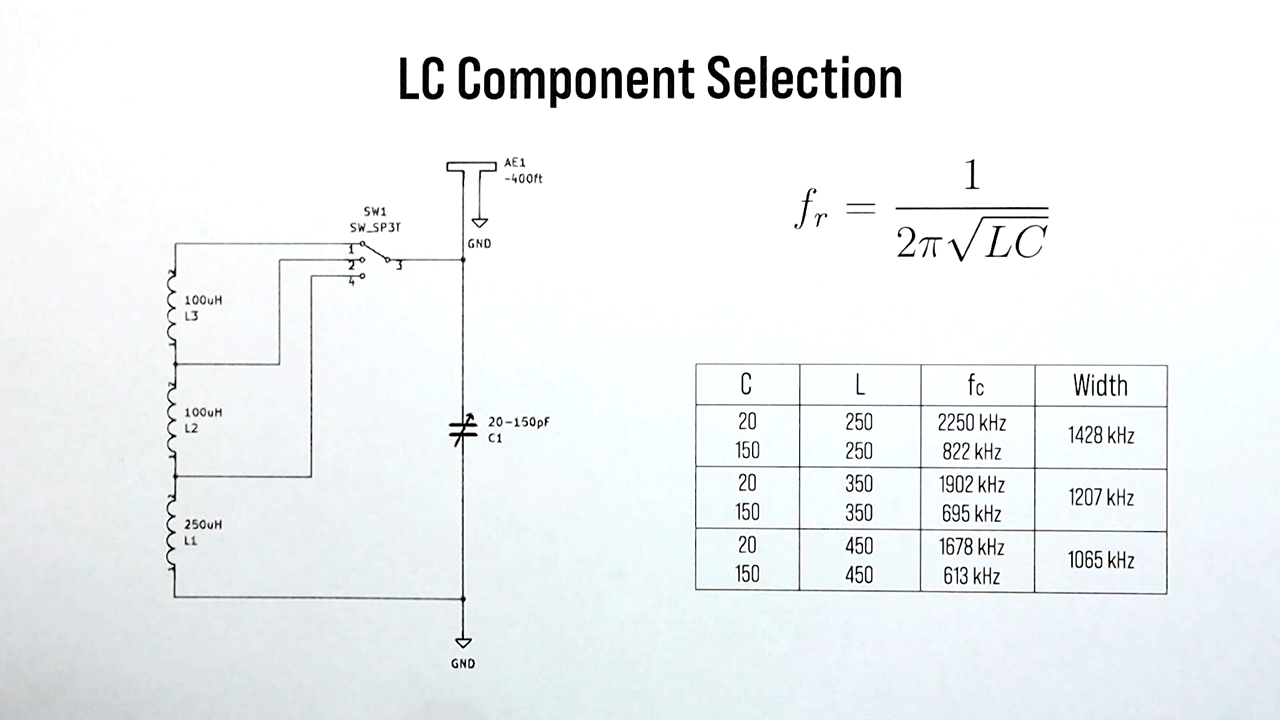 LC Component Selection
AE1
-400ft
GND
SW1
SW_SP3T
1
2
3
4
100uH
L3
100uH
L2
250uH
L1
20-150pF
C1
GND
f_r = 1 / 2π√LC
C L fc Width
20 250 2250 kHz
150 250 822 kHz
1428 kHz
20 350 1902 kHz
150 350 695 kHz
1207 kHz
20 450 1678 kHz
150 450 613 kHz
1065 kHz